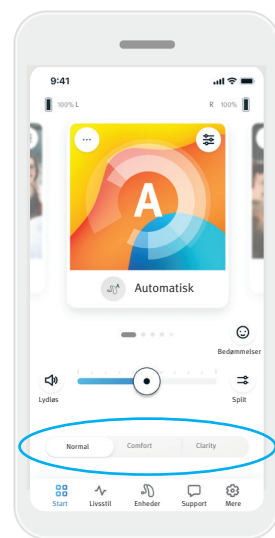 9:41
100% L
R 100%
A
Automatisk
Bedømmelser
Lydløs
Split
Normal Comfort Clarity
Start Livsstil Enheder Support Mere